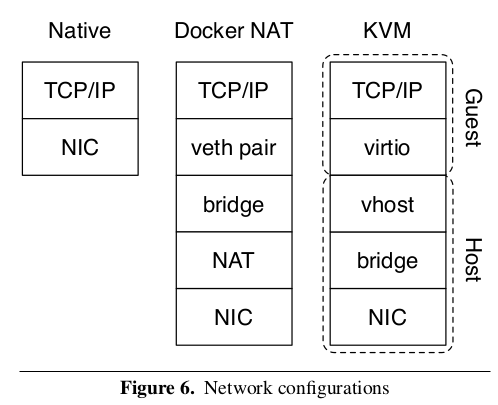 Native
Docker NAT
KVM
TCP/IP
NIC
TCP/IP
veth pair
bridge
NAT
NIC
TCP/IP
virtio
vhost
bridge
NIC
Guest
Host
Figure 6. Network configurations